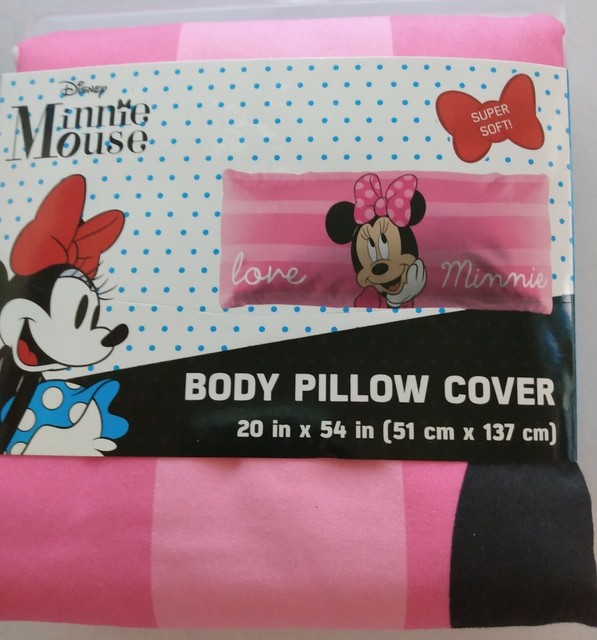 Disney
Minnie
Mouse
SUPER
SOFT!
love Minnie
BODY PILLOW COVER
20 in x 54 in (51 cm x 137 cm)